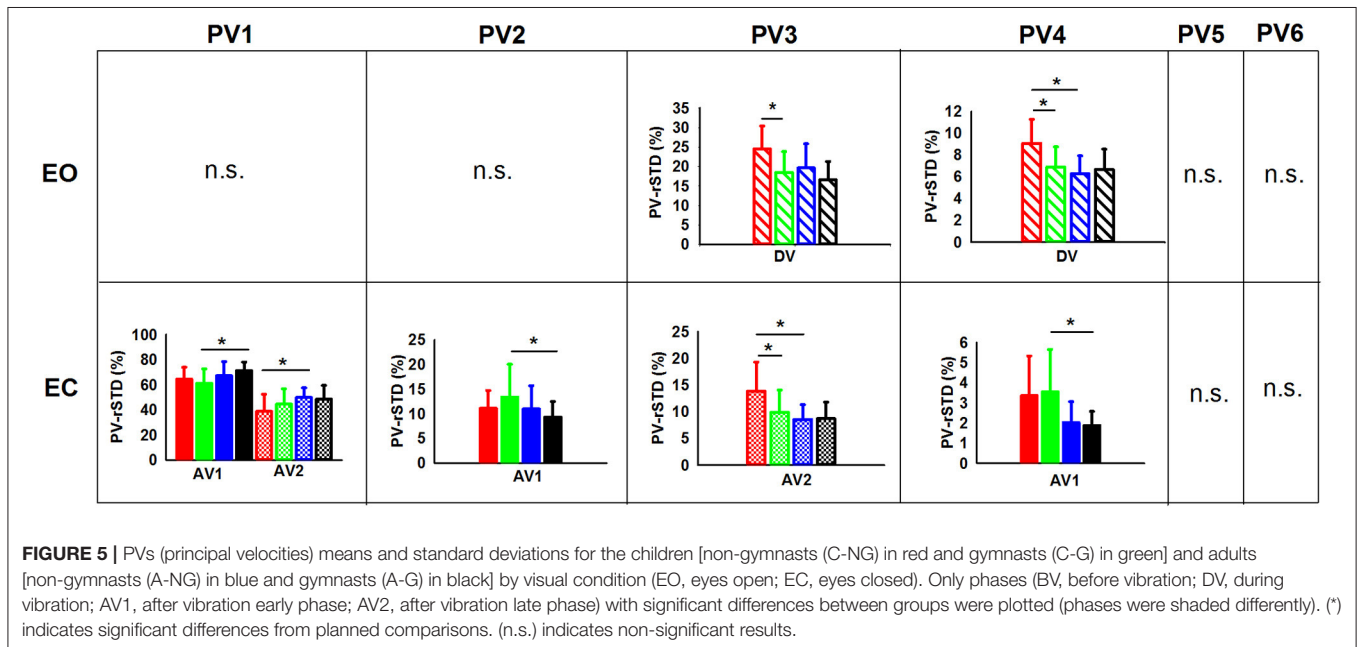 PV1 PV2 PV3 PV4 PV5 PV6
EO
n.s.
n.s.
PV-rSTD (%)
35
30
25
20
15
10
5
0
*
DV
PV-rSTD (%)
12
10
8
6
4
2
0
*
*
DV
n.s.
n.s.
EC
PV-rSTD (%)
100
80
60
40
20
0
*
*
AV1 AV2
PV-rSTD (%)
25
20
15
10
5
0
*
AV1
PV-rSTD (%)
25
20
15
10
5
0
*
*
AV2
PV-rSTD (%)
6
5
4
3
2
1
0
*
AV1
n.s.
n.s.
FIGURE 5 | PVs (principal velocities) means and standard deviations for the children [non-gymnasts (C-NG) in red and gymnasts (C-G) in green] and adults
[non-gymnasts (A-NG) in blue and gymnasts (A-G) in black] by visual condition (EO, eyes open; EC, eyes closed). Only phases (BV, before vibration; DV, during
vibration; AV1, after vibration early phase; AV2, after vibration late phase) with significant differences between groups were plotted (phases were shaded differently). (*)
indicates significant differences from planned comparisons. (n.s.) indicates non-significant results.